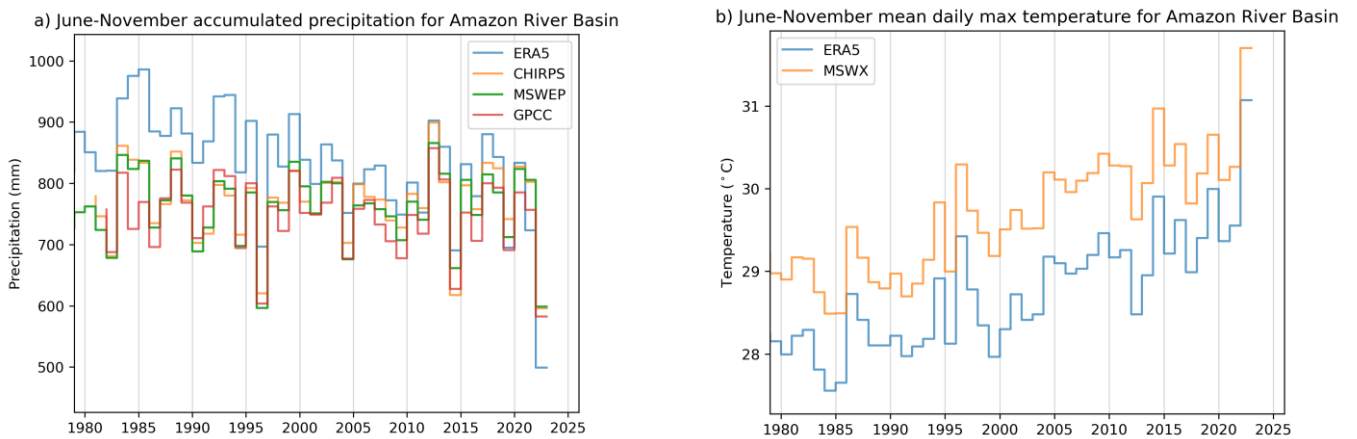 a) June-November accumulated precipitation for Amazon River Basin
ERA5
CHIRPS
MSWEP
GPCC
Precipitation (mm)
1000
900
800
700
600
500
1980 1985 1990 1995 2000 2005 2010 2015 2020 2025
b) June-November mean daily max temperature for Amazon River Basin
ERA5
MSWX
Temperature (°C)
31
30
29
28
1980 1985 1990 1995 2000 2005 2010 2015 2020 2025